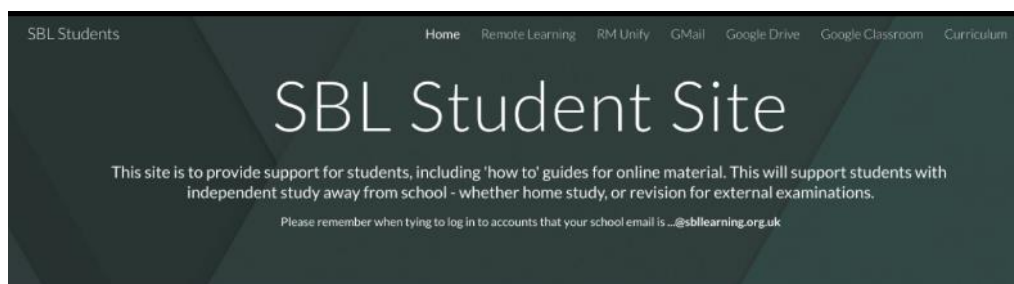 SBL Students Home Remote Learning RM Unify GMail Google Drive Google Classroom Curriculum
SBL Student Site
This site is to provide support for students, including 'how to' guides for online material. This will support students with
independent study away from school - whether home study, or revision for external examinations.
Please remember when tying to log in to accounts that your school email is ...@sbllearning.org.uk